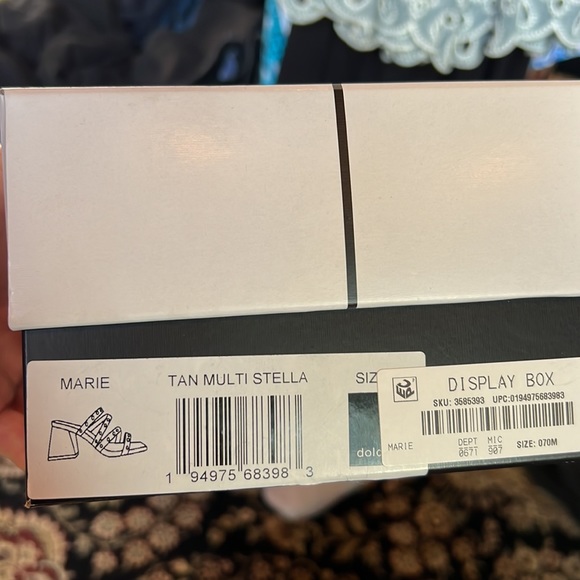 MARIE
TAN MULTI STELLA
SIZ
1 94975 68398 3
dolc
DISPLAY BOX
SKU: 3585393 UPC:0194975683983
MARIE
DEPT MIC
0671 907
SIZE: 070M